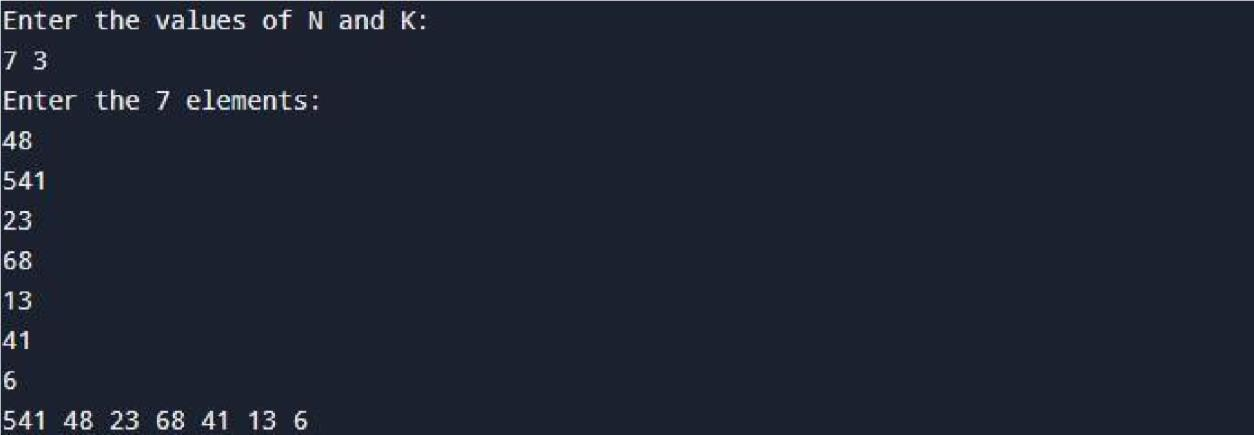 Enter the values of N and K:
7 3
Enter the 7 elements:
48
541
23
68
13
41
6
541 48 23 68 41 13 6